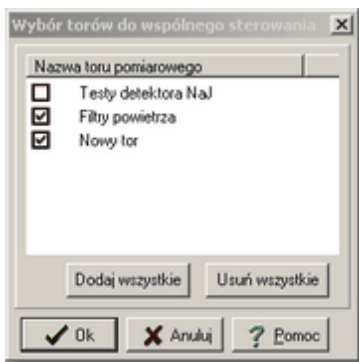 Wybór torów do wspólnego sterowania
Nazwa toru pomiarowego
Testy detektora NaJ
Filtry powietrza
Nowy tor
Dodaj wszystkie
Usuń wszystkie
Ok
Anuluj
Pomoc